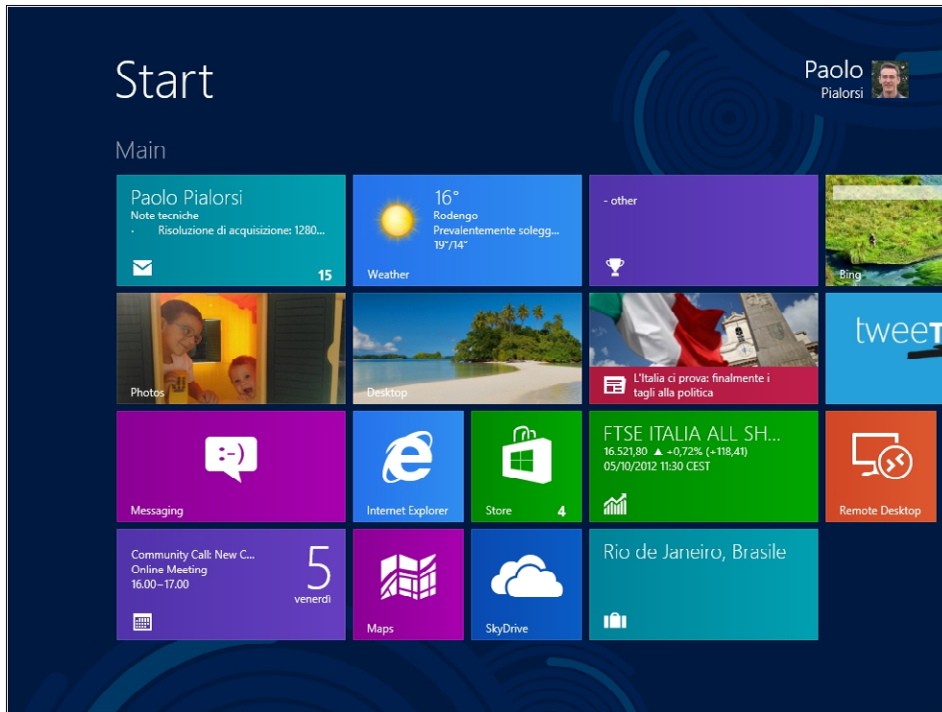 Start
Paolo
Pialorsi
Main
Paolo Pialorsi
Note tecniche
· Risoluzione di acquisizione: 1280...
15
16°
Rodengo
Prevalentemente solegg...
19°/14°
Weather
- other
Bing
Photos
Desktop
L'Italia ci prova: finalmente i
tagli alla politica
tweeT
:-)
Messaging
Internet Explorer
Store
4
FTSE ITALIA ALL SH...
16.521,80 ▲ +0,72% (+118,41)
05/10/2012 11:30 CEST
Remote Desktop
Community Call: New C...
Online Meeting
16.00–17.00
5
venerdì
Maps
SkyDrive
Rio de Janeiro, Brasile